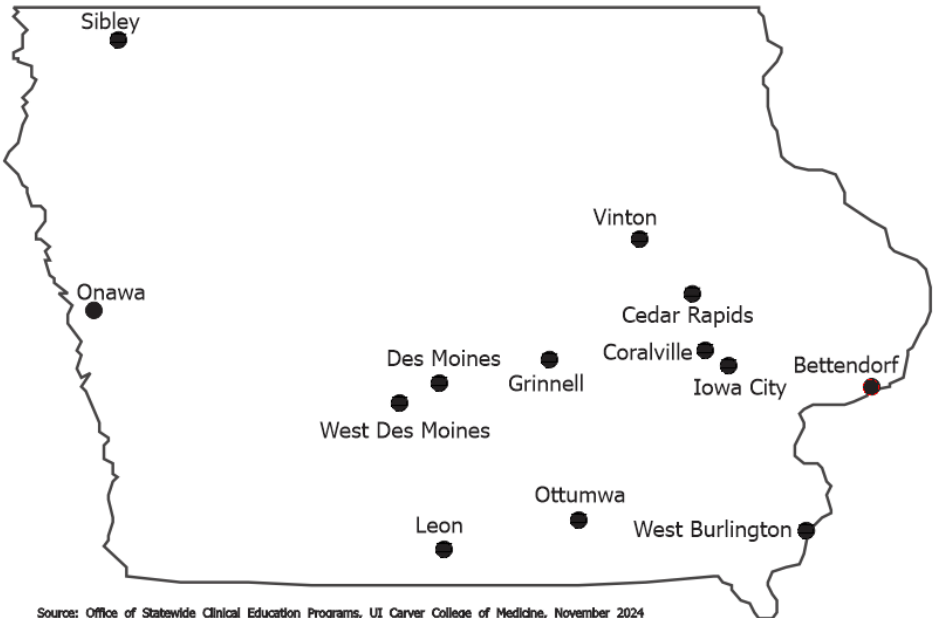 Sibley
Vinton
Onawa
Cedar Rapids
Coralville
Des Moines
Bettendorf
Grinnell
Iowa City
West Des Moines
Ottumwa
Leon
West Burlington
Source: Office of Statewide Clinical Education Programs, UI Carver College of Medicine, November 2024